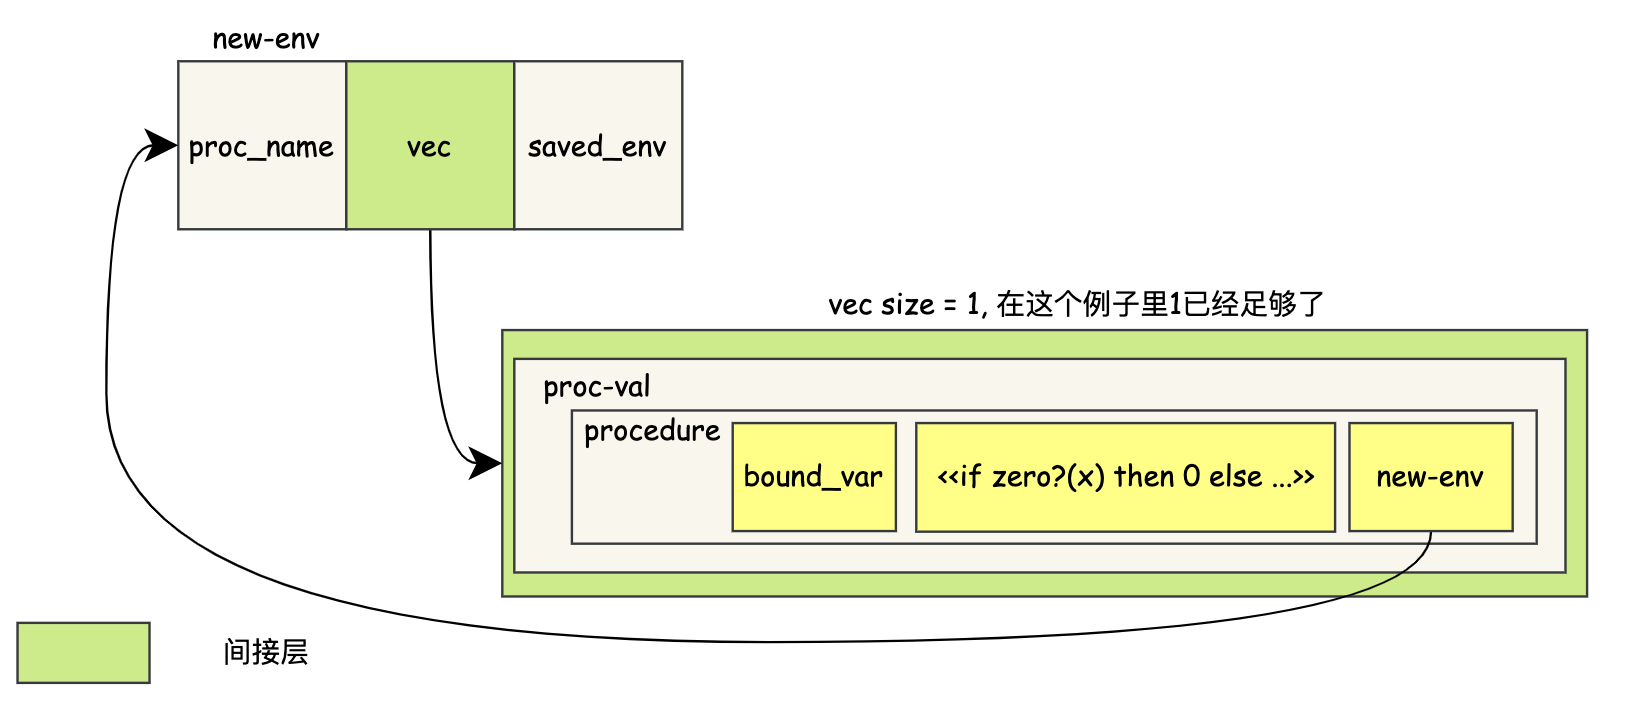 new-env
proc_name vec saved_env
vec size = 1, 在这个例子里1已经足够了
proc-val
procedure
bound_var <<if zero?(x) then 0 else ...>> new-env
间接层